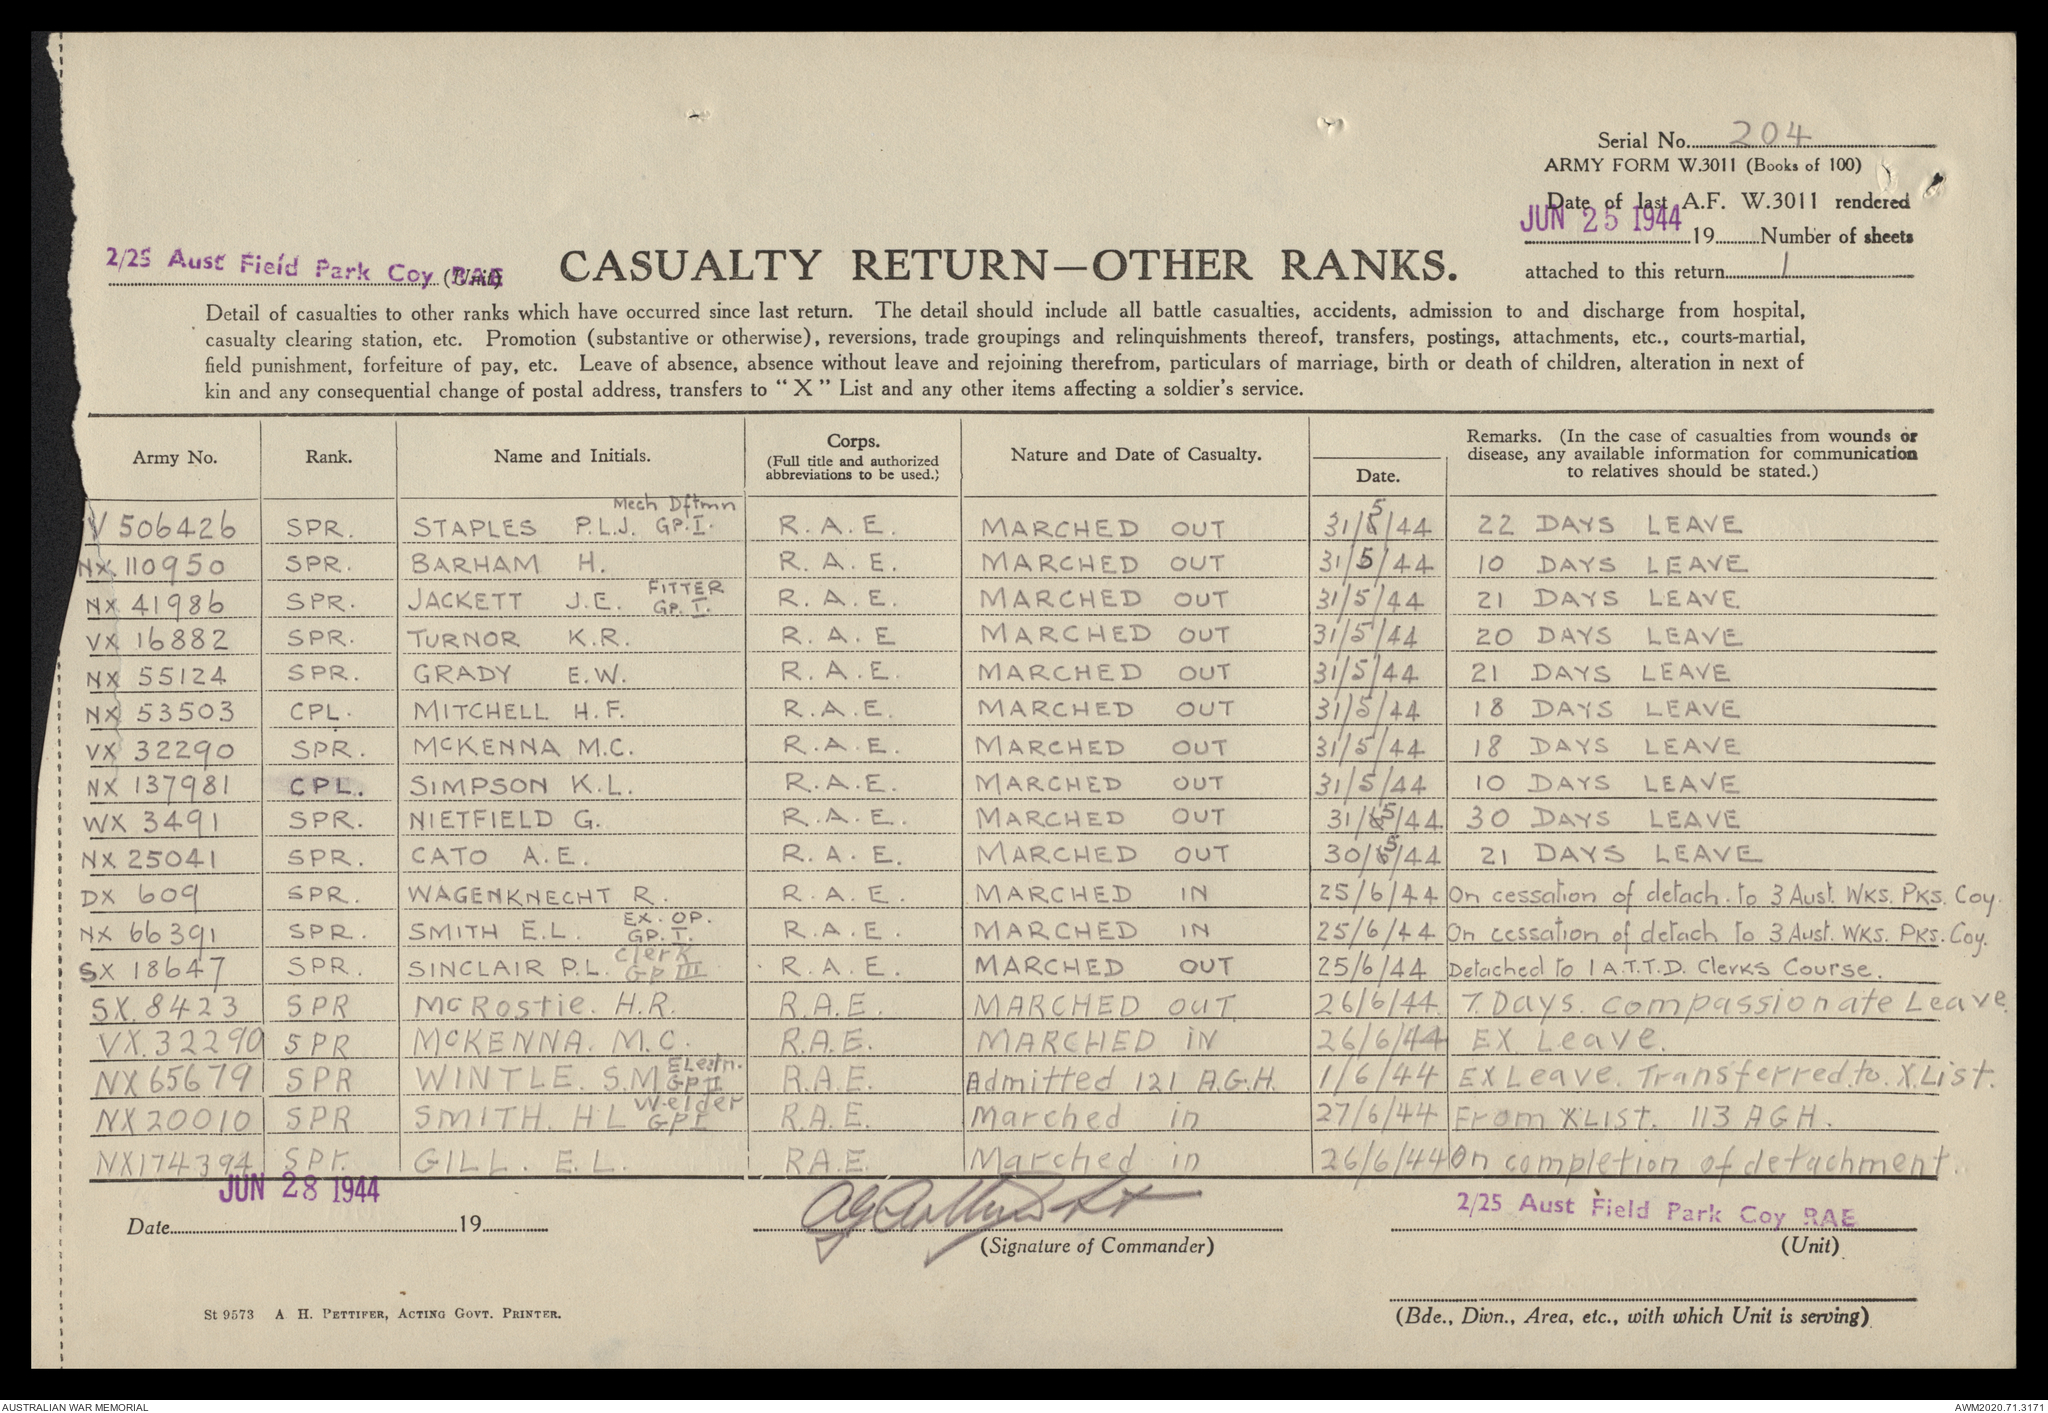 Serial No. 204
ARMY FORM W.3011 (Books of 100)
Date of last A.F. W.3011 rendered
JUN 25 1944 19 Number of sheets
attached to this return 1
2/25 Aust Field Park Coy RAE (Unit)
CASUALTY RETURN—OTHER RANKS.
Detail of casualties to other ranks which have occurred since last return. The detail should include all battle casualties, accidents, admission to and discharge from hospital,
casualty clearing station, etc. Promotion (substantive or otherwise), reversions, trade groupings and relinquishments thereof, transfers, postings, attachments, etc., courts-martial,
field punishment, forfeiture of pay, etc. Leave of absence, absence without leave and rejoining therefrom, particulars of marriage, birth or death of children, alteration in next of
kin and any consequential change of postal address, transfers to "X" List and any other items affecting a soldier's service.
Army No. Rank. Name and Initials. Corps. (Full title and authorized abbreviations to be used.) Nature and Date of Casualty. Date. Remarks. (In the case of casualties from wounds or disease, any available information for communication to relatives should be stated.)
V 506426 SPR. STAPLES P.L.J. Mech Dftmn GP.I. R.A.E. MARCHED OUT 31/5/44 22 DAYS LEAVE
NX 110950 SPR. BARHAM H. R.A.E. MARCHED OUT 31/5/44 10 DAYS LEAVE
NX 41986 SPR. JACKETT J.E. FITTER GP.I. R.A.E. MARCHED OUT 31/5/44 21 DAYS LEAVE
VX 16882 SPR. TURNOR K.R. R.A.E MARCHED OUT 31/5/44 20 DAYS LEAVE
NX 55124 SPR. GRADY E.W. R.A.E. MARCHED OUT 31/5/44 21 DAYS LEAVE
NX 53503 CPL. MITCHELL H.F. R.A.E. MARCHED OUT 31/5/44 18 DAYS LEAVE
VX 32290 SPR. McKENNA M.C. R.A.E. MARCHED OUT 31/5/44 18 DAYS LEAVE
NX 137981 CPL. SIMPSON K.L. R.A.E. MARCHED OUT 31/5/44 10 DAYS LEAVE
WX 3491 SPR. NIETFIELD G. R.A.E. MARCHED OUT 31/5/44 30 DAYS LEAVE
NX 25041 SPR. CATO A.E. R.A.E. MARCHED OUT 30/5/44 21 DAYS LEAVE
DX 609 SPR. WAGENKNECHT R. R.A.E. MARCHED IN 25/6/44 On cessation of detach. to 3 Aust. WKS. PKS. Coy.
NX 66391 SPR. SMITH E.L. EX. OP. GP.I. R.A.E. MARCHED IN 25/6/44 On cessation of detach to 3 Aust. WKS. PKS. Coy.
SX 18647 SPR. SINCLAIR P.L. Clerk Gp III R.A.E. MARCHED OUT 25/6/44 Detached to 1 A.T.T.D. Clerks Course.
SX. 8423 SPR McRostie. H.R. R.A.E. MARCHED OUT 26/6/44 7. Days. Compassionate Leave.
VX. 32290 SPR McKENNA. M.C. R.A.E. MARCHED IN 26/6/44 EX Leave.
NX 65679 SPR WINTLE. S.M Electn. GP II R.A.E. Admitted 121 A.G.H. 1/6/44 EX Leave. Transferred. to. X List.
NX 20010 SPR SMITH. H L Welder GP I R.A.E. Marched in 27/6/44 From X LIST. 113 A G H.
NX174394 Spr. GILL. E.L. R.A.E. Marched in 26/6/44 On completion of detachment.
Date JUN 28 1944 19
(Signature of Commander)
2/25 Aust Field Park Coy RAE
(Unit)
St 9573 A. H. PETTIFER, ACTING GOVT. PRINTER.
(Bde., Divn., Area, etc., with which Unit is serving)
AUSTRALIAN WAR MEMORIAL
AWM2020.71.3171